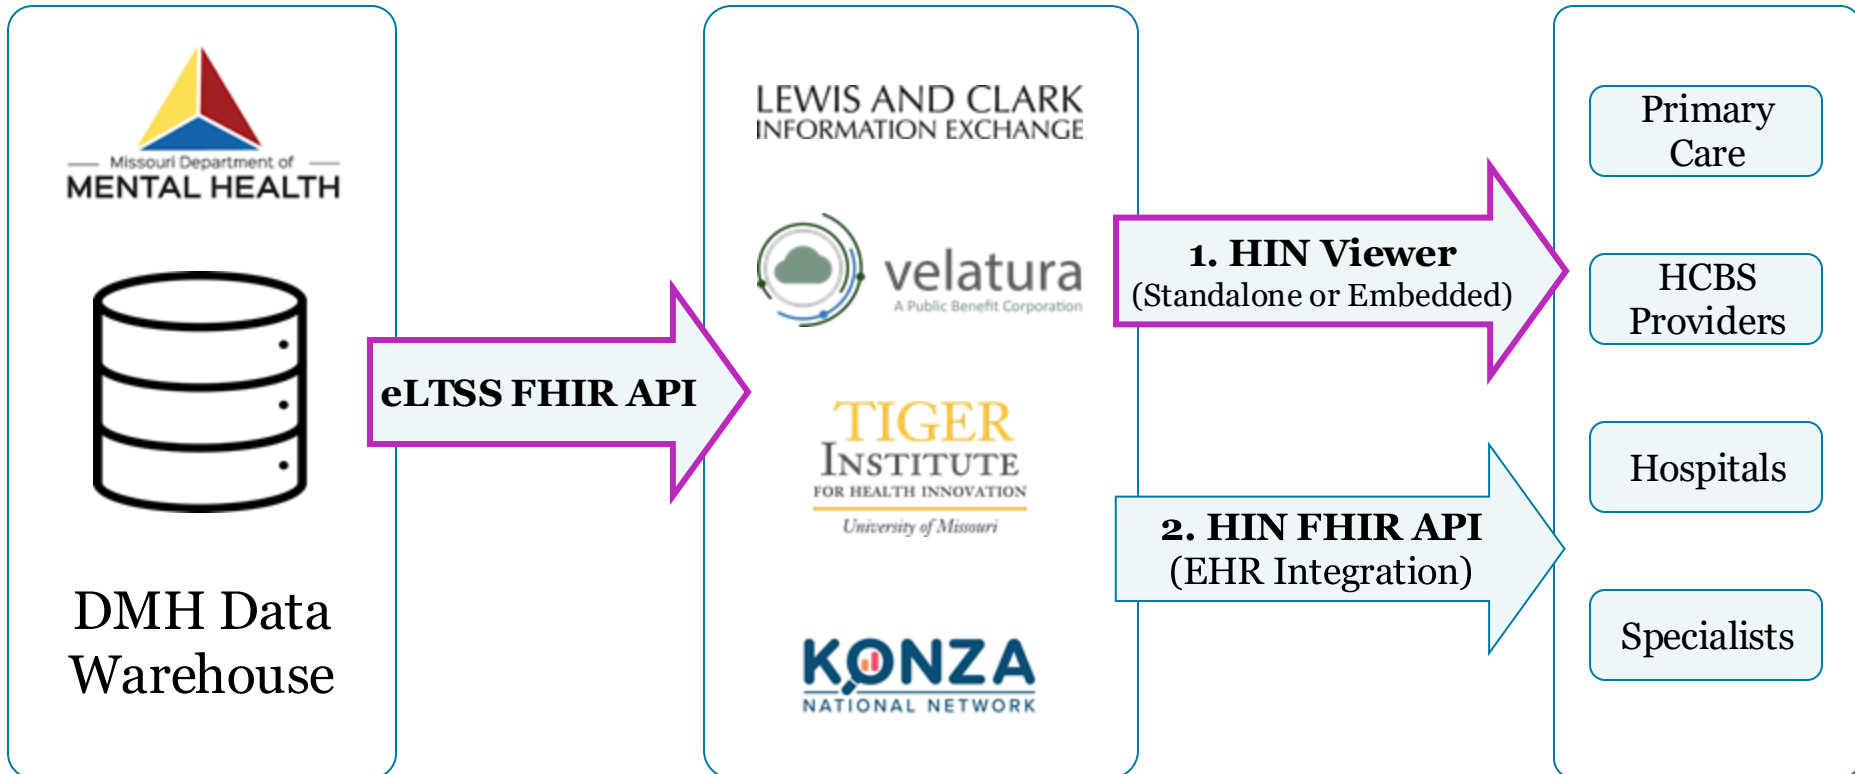 Missouri Department of
MENTAL HEALTH
DMH Data
Warehouse
eLTSS FHIR API
LEWIS AND CLARK
INFORMATION EXCHANGE
velatura
A Public Benefit Corporation
TIGER
INSTITUTE
FOR HEALTH INNOVATION
University of Missouri
KONZA
NATIONAL NETWORK
1. HIN Viewer
(Standalone or Embedded)
2. HIN FHIR API
(EHR Integration)
Primary
Care
HCBS
Providers
Hospitals
Specialists